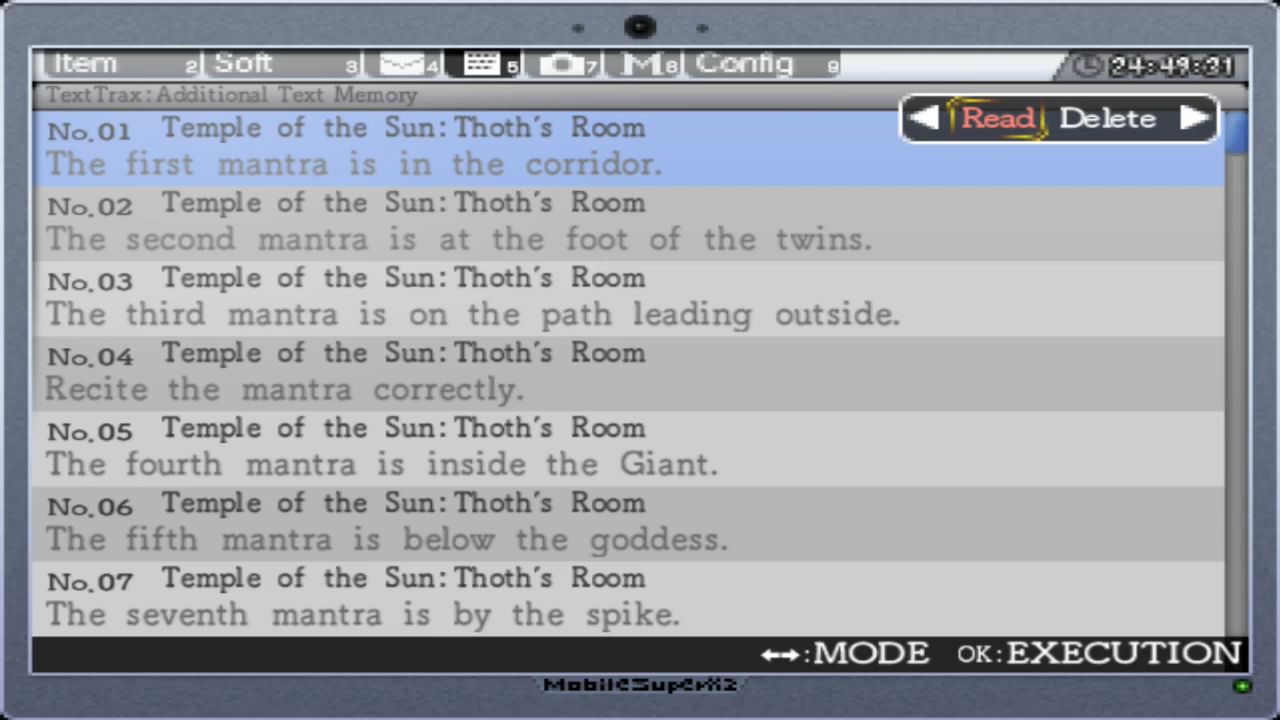 Item 2 Soft 3 4 5 7 M 8 Config 9 24:49:21
TextTrax:Additional Text Memory
Read Delete
No.01 Temple of the Sun:Thoth's Room
The first mantra is in the corridor.
No.02 Temple of the Sun:Thoth's Room
The second mantra is at the foot of the twins.
No.03 Temple of the Sun:Thoth's Room
The third mantra is on the path leading outside.
No.04 Temple of the Sun:Thoth's Room
Recite the mantra correctly.
No.05 Temple of the Sun:Thoth's Room
The fourth mantra is inside the Giant.
No.06 Temple of the Sun:Thoth's Room
The fifth mantra is below the goddess.
No.07 Temple of the Sun:Thoth's Room
The seventh mantra is by the spike.
↔:MODE OK:EXECUTION
MobileSuperX2